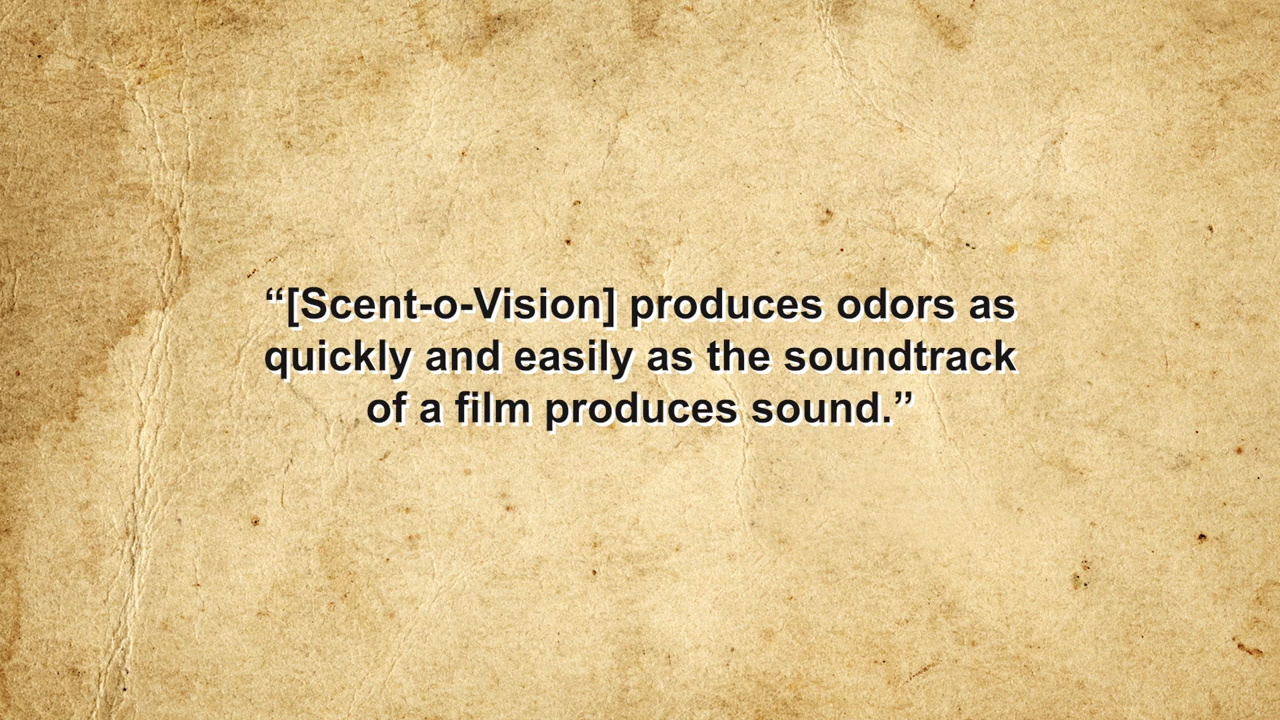 “[Scent-o-Vision] produces odors as
quickly and easily as the soundtrack
of a film produces sound.”